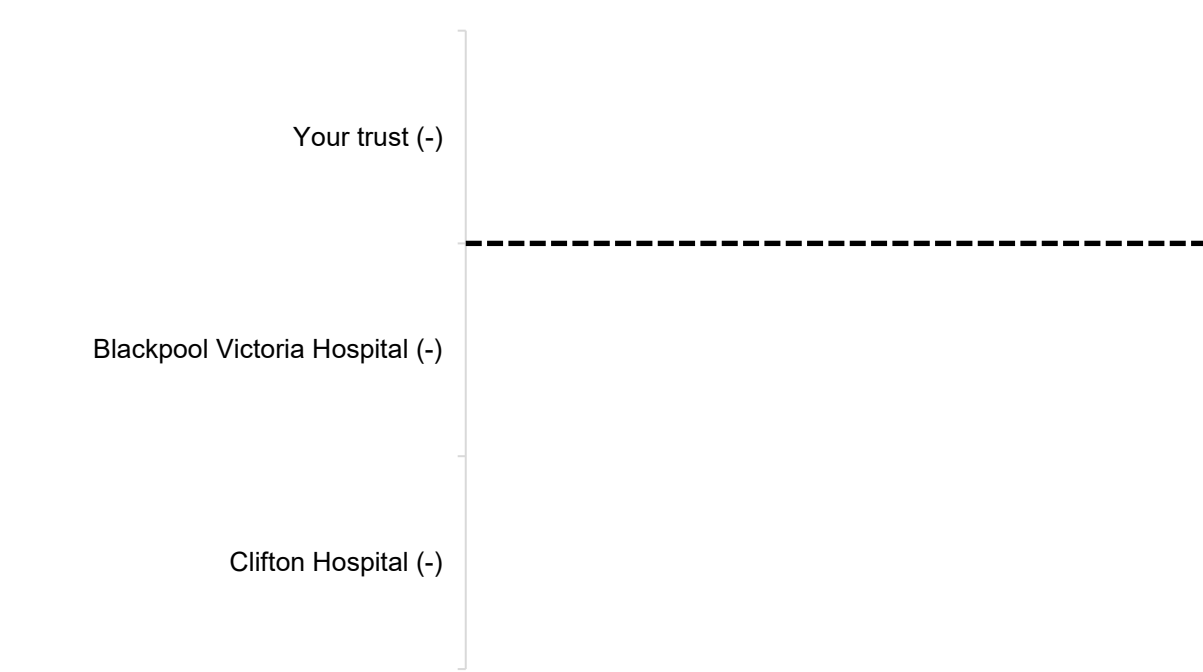 Your trust (-)
Blackpool Victoria Hospital (-)
Clifton Hospital (-)